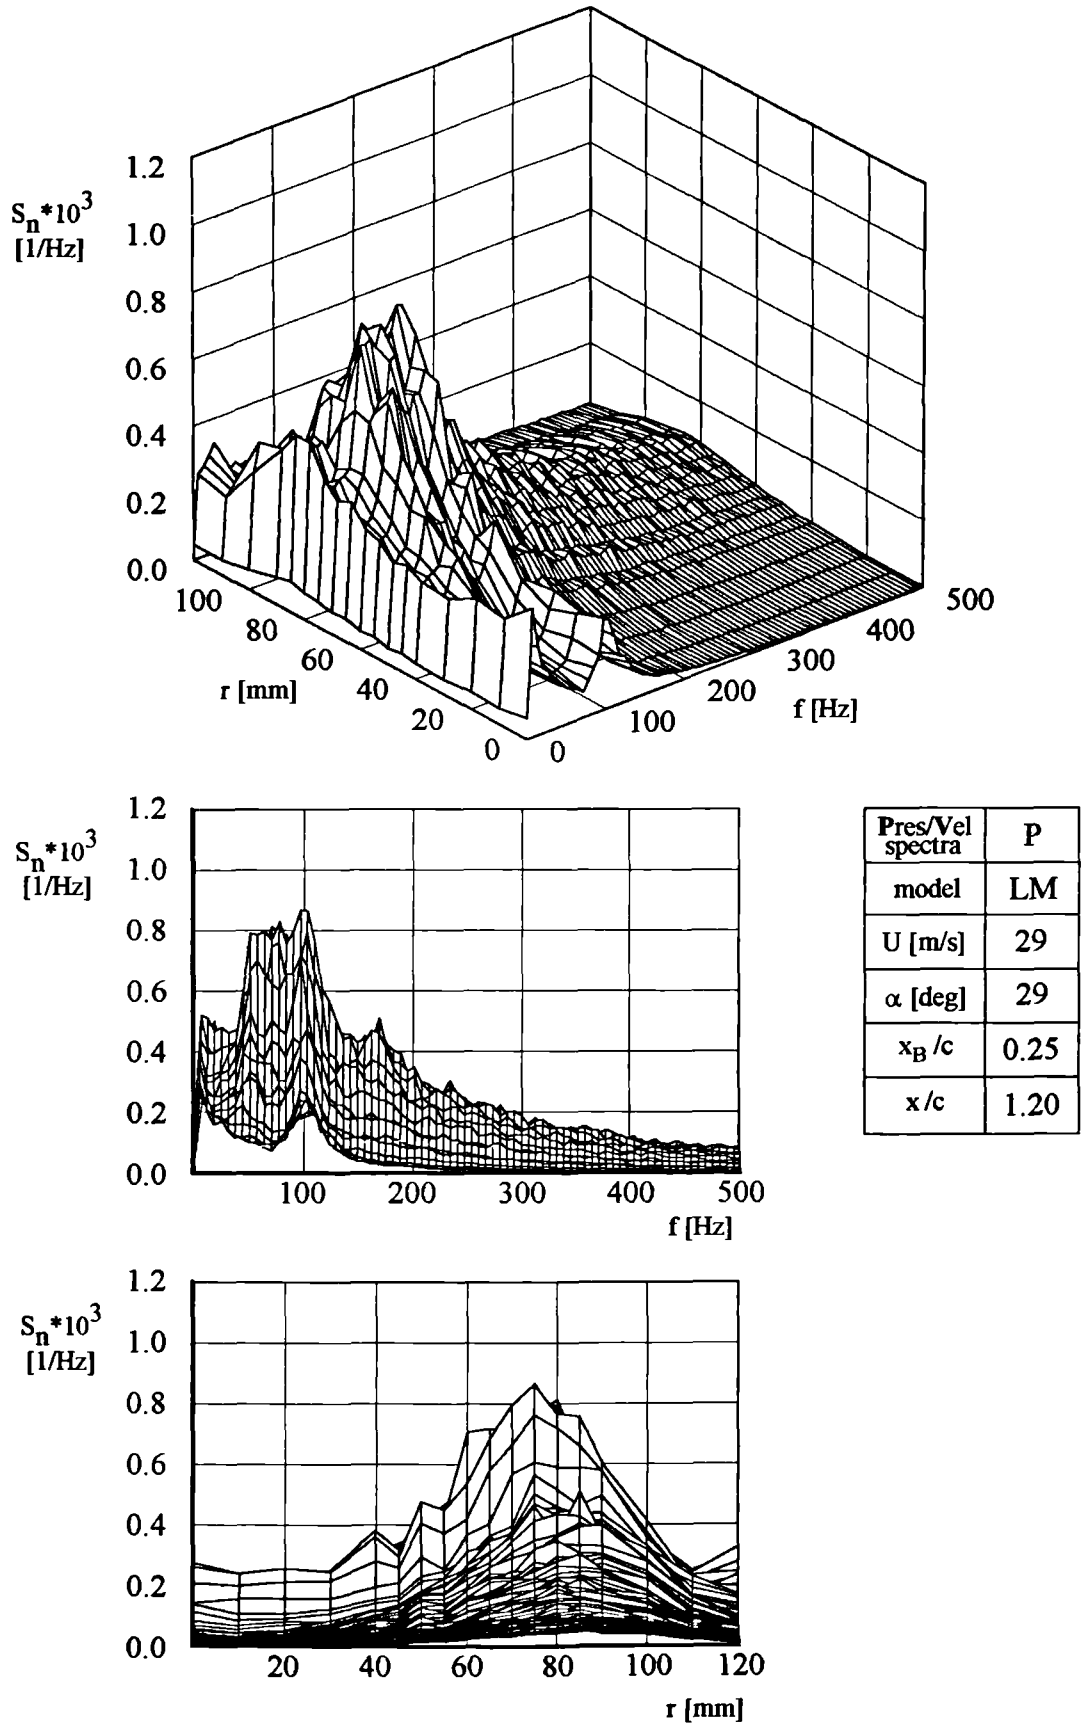 1.2
S_n*10^3
[1/Hz]
1.0
0.8
0.6
0.4
0.2
0.0
100
80
60
40
20
0
r [mm]
0
100
200
300
400
500
f [Hz]
1.2
S_n*10^3
[1/Hz]
1.0
0.8
0.6
0.4
0.2
0.0
100 200 300 400 500
f [Hz]
Pres/Vel spectra P
model LM
U [m/s] 29
α [deg] 29
x_B /c 0.25
x/c 1.20
1.2
S_n*10^3
[1/Hz]
1.0
0.8
0.6
0.4
0.2
0.0
20 40 60 80 100 120
r [mm]